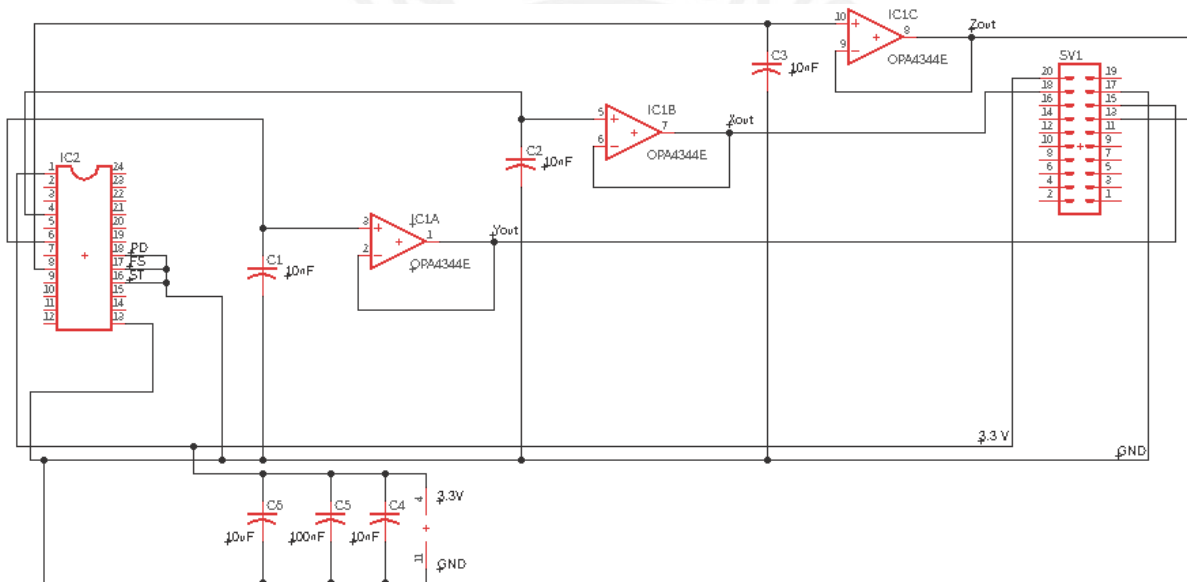 IC1C
10
8
Zout
9
OPA4344E
C3
10nF
SV1
20 19
18 17
16 15
14 13
12 11
10 9
8 7
6 5
4 3
2 1
IC1B
5
7
Xout
6
OPA4344E
C2
10nF
IC2
1 24
2 23
3 22
4 21
5 20
6 19
7 18 PD
8 17 FS
9 16 ST
10 15
11 14
12 13
IC1A
3
1
Yout
2
OPA4344E
C1
10nF
3.3 V
GND
C6
10uF
C5
100nF
C4
10nF
4
3.3V
11
GND